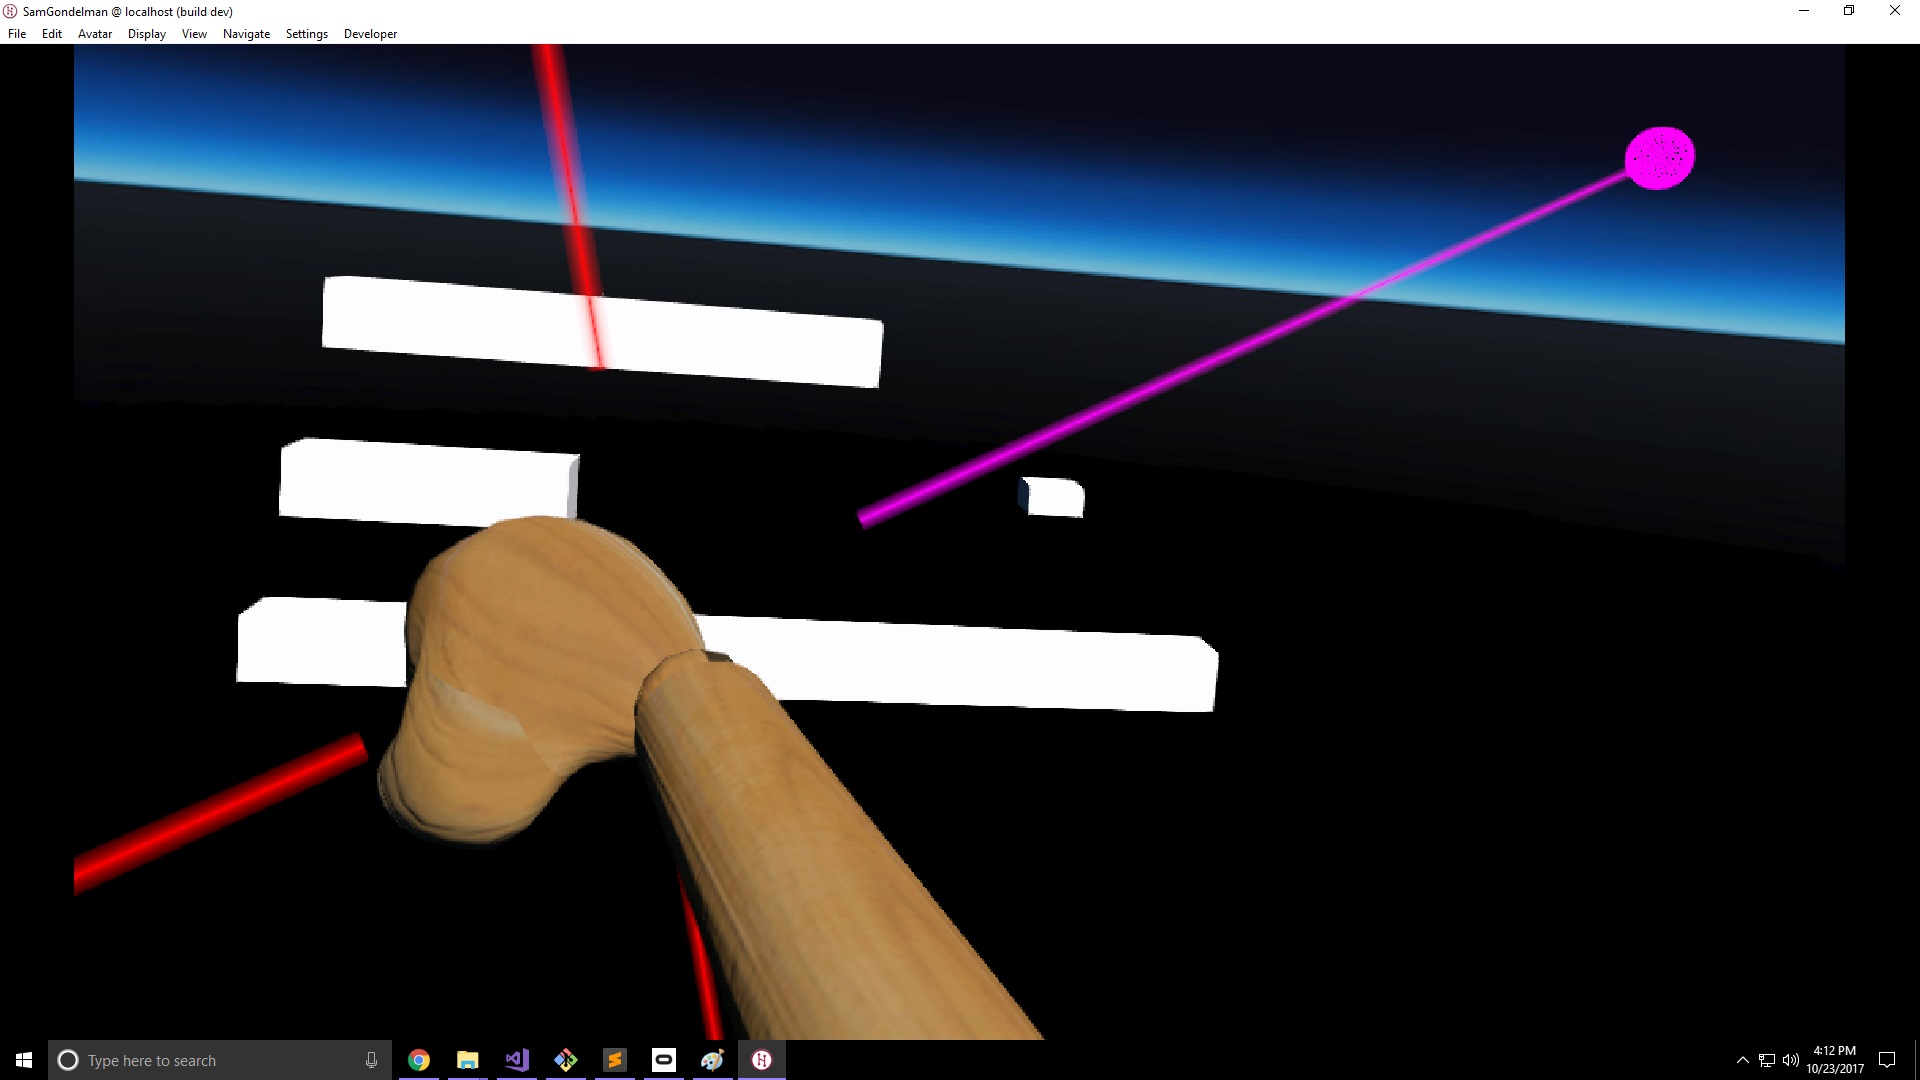 SamGondelman @ localhost (build dev)
File Edit Avatar Display View Navigate Settings Developer
Type here to search
4:12 PM
10/23/2017